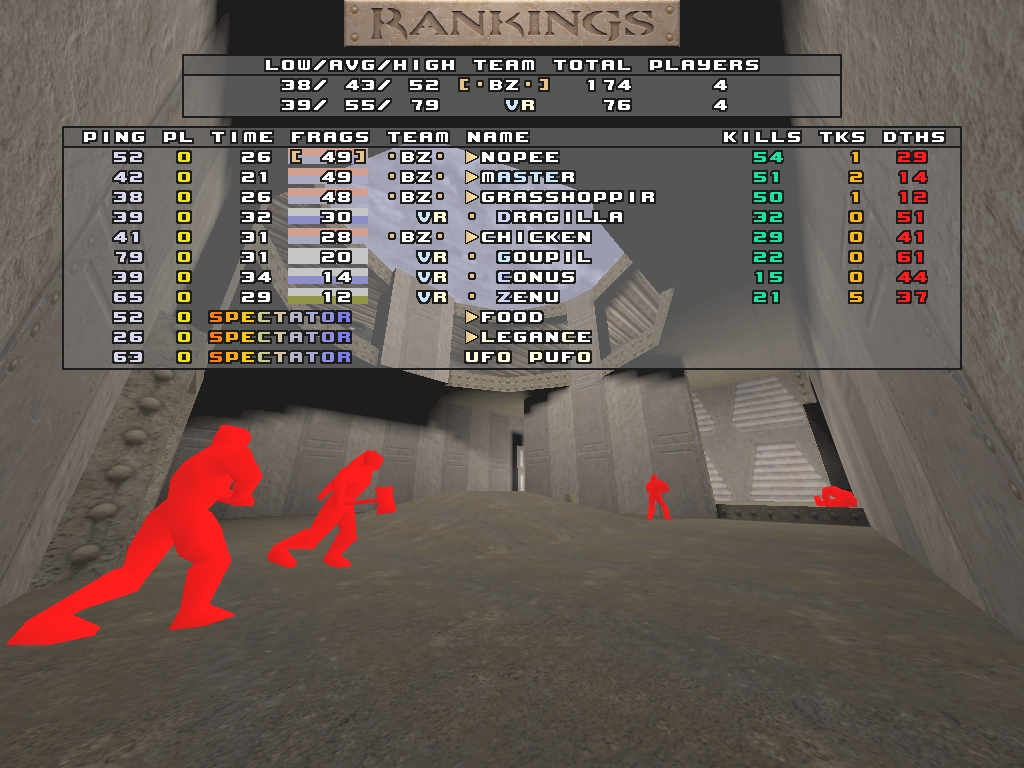 RANKINGS
LOW/AVG/HIGH TEAM TOTAL PLAYERS
38/ 43/ 52 [·BZ·] 174 4
39/ 55/ 79 VR 76 4
PING PL TIME FRAGS TEAM NAME KILLS TKS DTHS
52 0 26 [ 49] ·BZ· ▶NOPEE 54 1 29
42 0 21 49 ·BZ· ▶MASTER 51 2 14
38 0 26 48 ·BZ· ▶GRASSHOPPIR 50 1 12
39 0 32 30 VR · DRAGILLA 32 0 51
41 0 31 28 ·BZ· ▶CHICKEN 29 0 41
79 0 31 20 VR · GOUPIL 22 0 61
39 0 34 14 VR · CONUS 15 0 44
65 0 29 12 VR · ZENU 21 5 37
52 0 SPECTATOR ▶FOOD
26 0 SPECTATOR ▶LEGANCE
63 0 SPECTATOR UFO PUFO